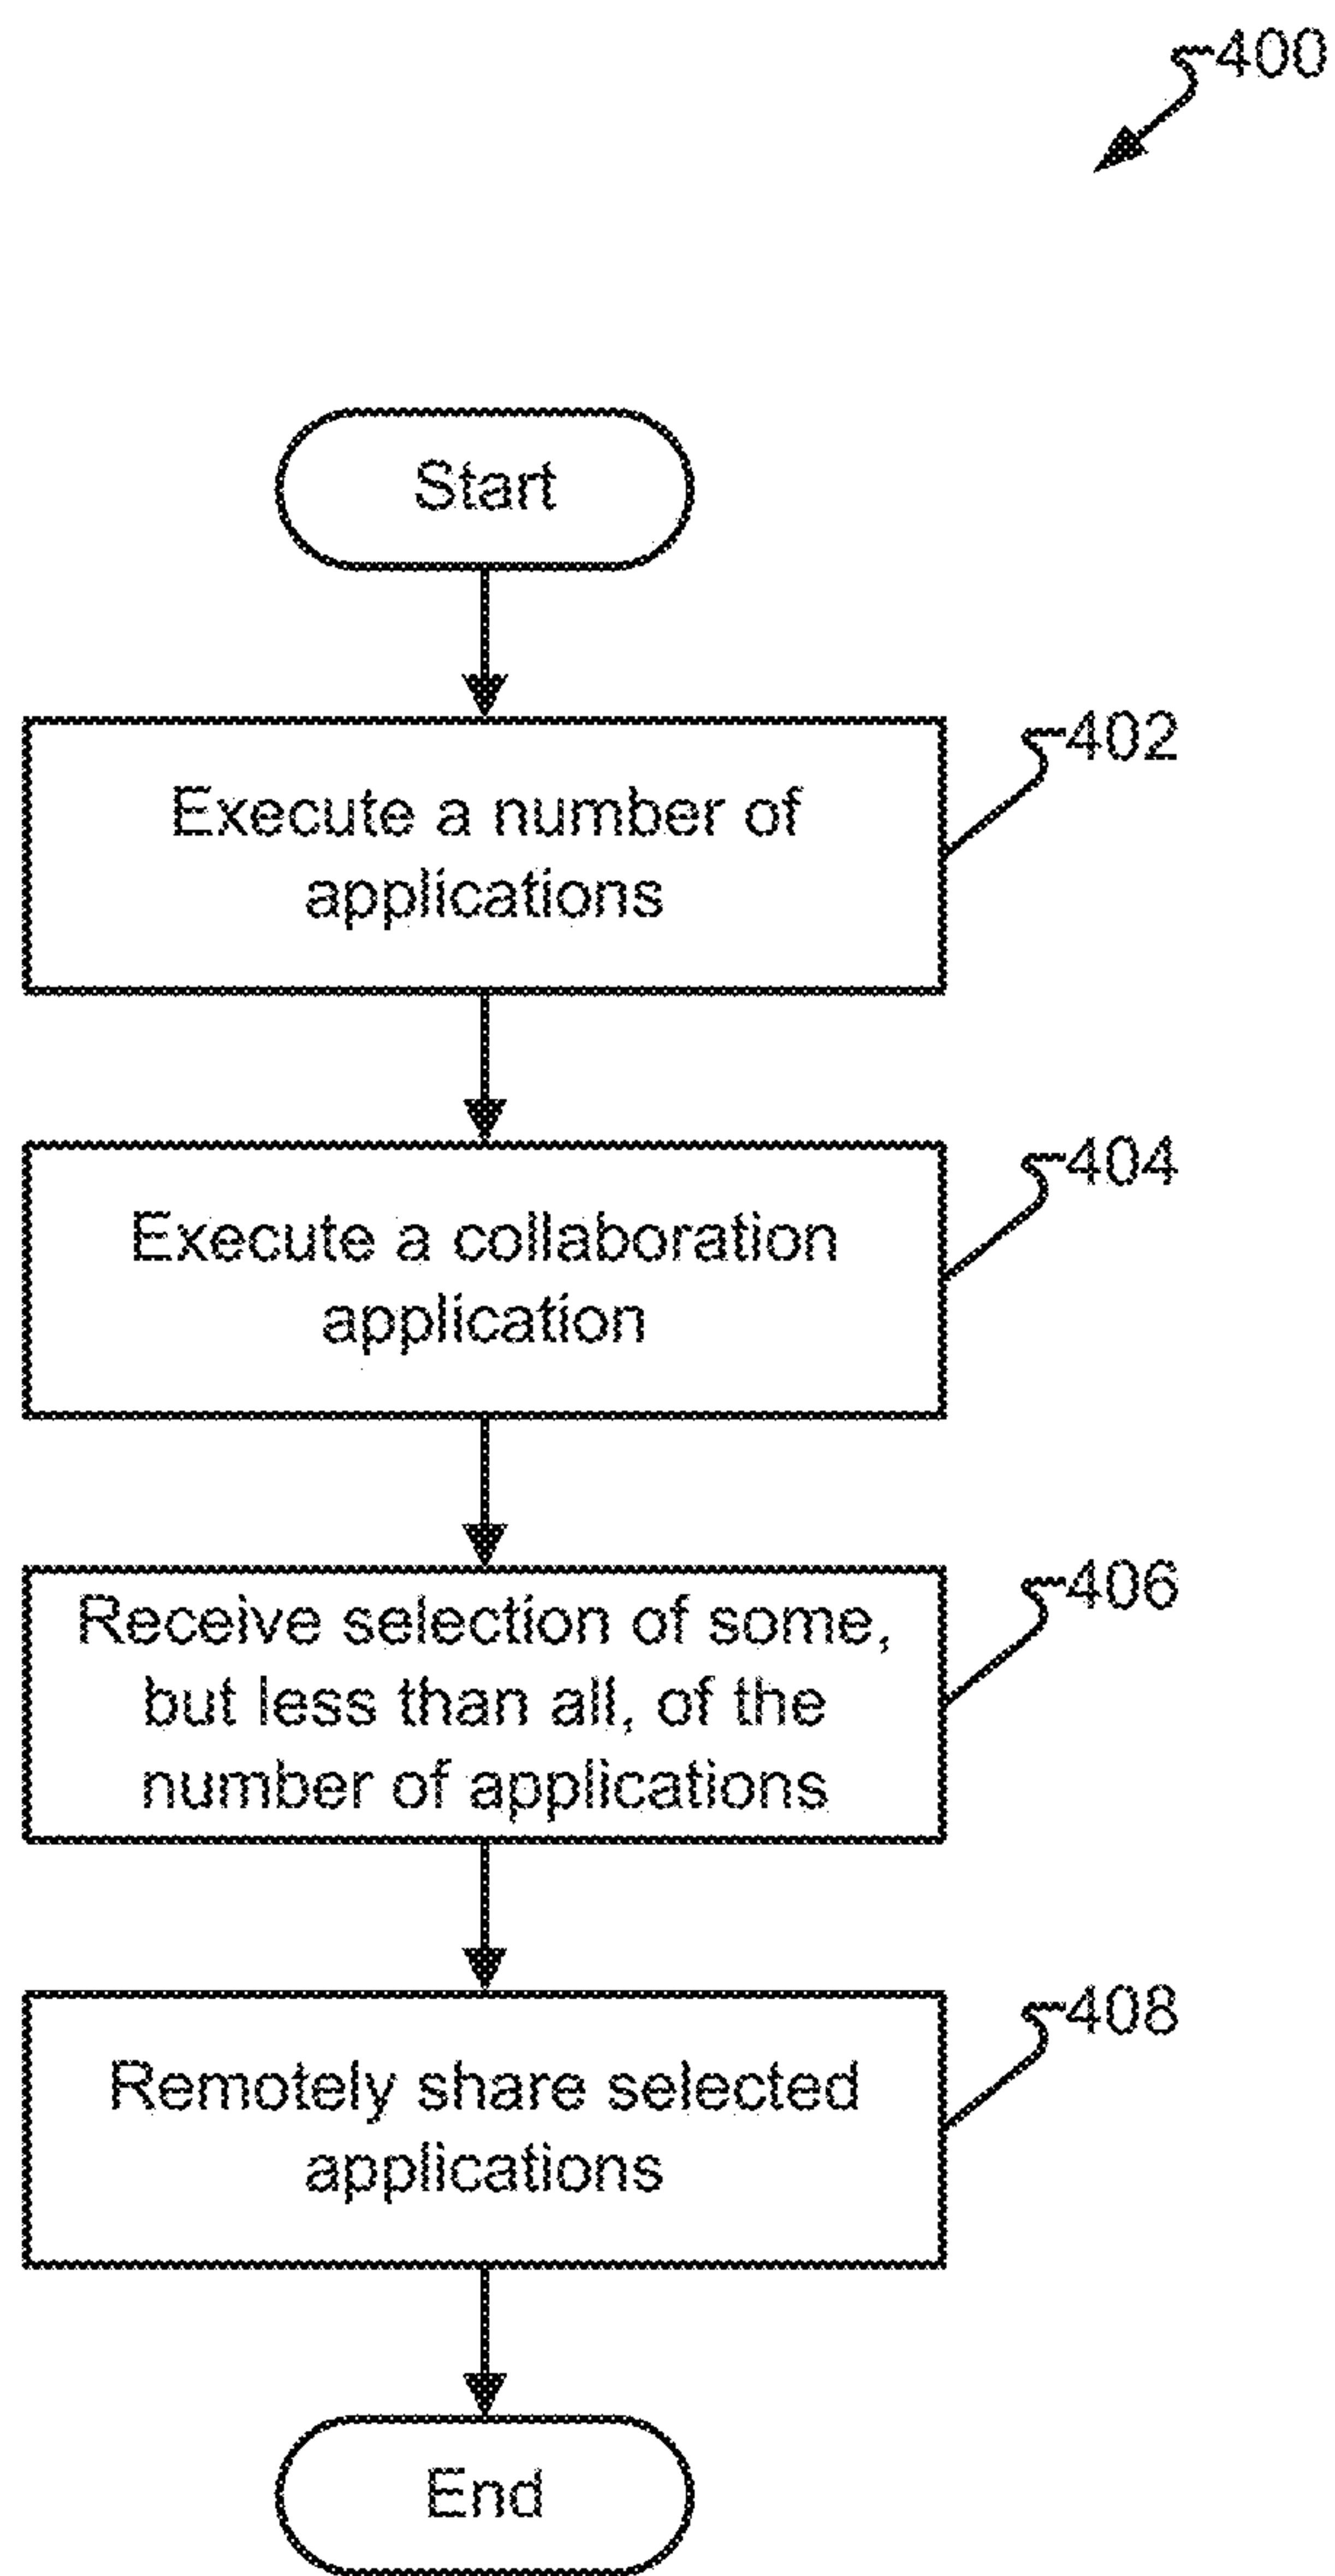 400
Start
402
Execute a number of
applications
404
Execute a collaboration
application
406
Receive selection of some,
but less than all, of the
number of applications
408
Remotely share selected
applications
End